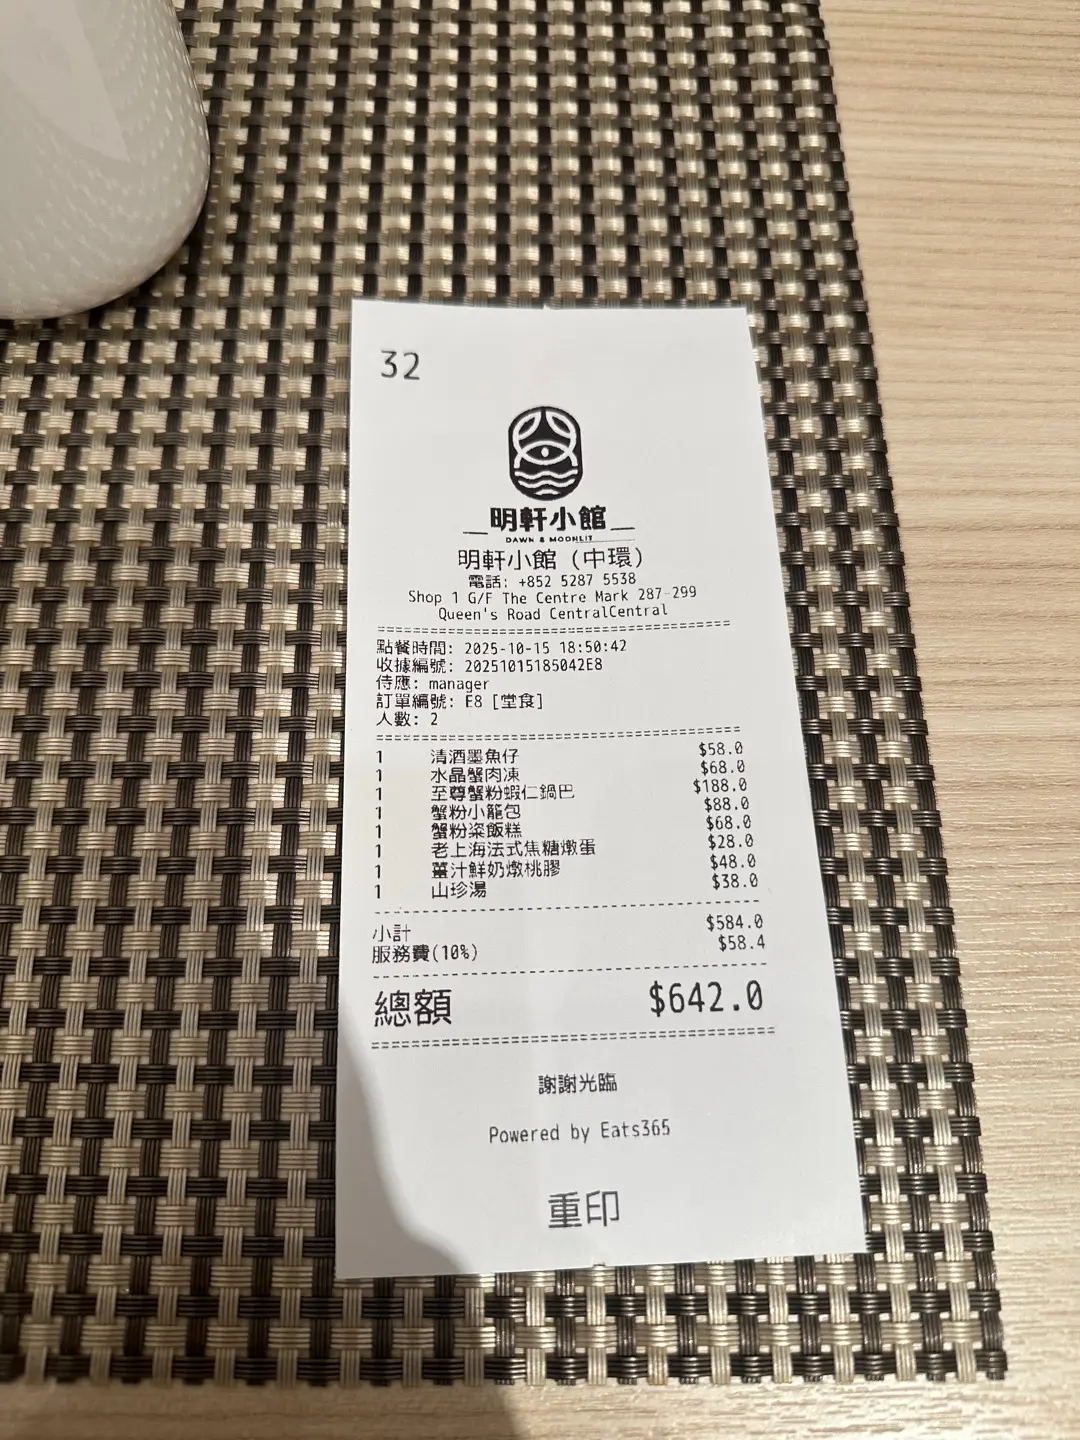 32
明軒小館
DAWN & MOONLIT
明軒小館 (中環)
電話: +852 5287 5538
Shop 1 G/F The Centre Mark 287-299
Queen's Road CentralCentral
點餐時間: 2025-10-15 18:50:42
收據編號: 20251015185042E8
侍應: manager
訂單編號: E8 [堂食]
人數: 2
1 清酒墨魚仔 $58.0
1 水晶蟹肉凍 $68.0
1 至尊蟹粉蝦仁鍋巴 $188.0
1 蟹粉小籠包 $88.0
1 蟹粉粢飯糕 $68.0
1 老上海法式焦糖燉蛋 $28.0
1 薑汁鮮奶燉桃膠 $48.0
1 山珍湯 $38.0
小計 $584.0
服務費(10%) $58.4
總額 $642.0
謝謝光臨
Powered by Eats365
重印